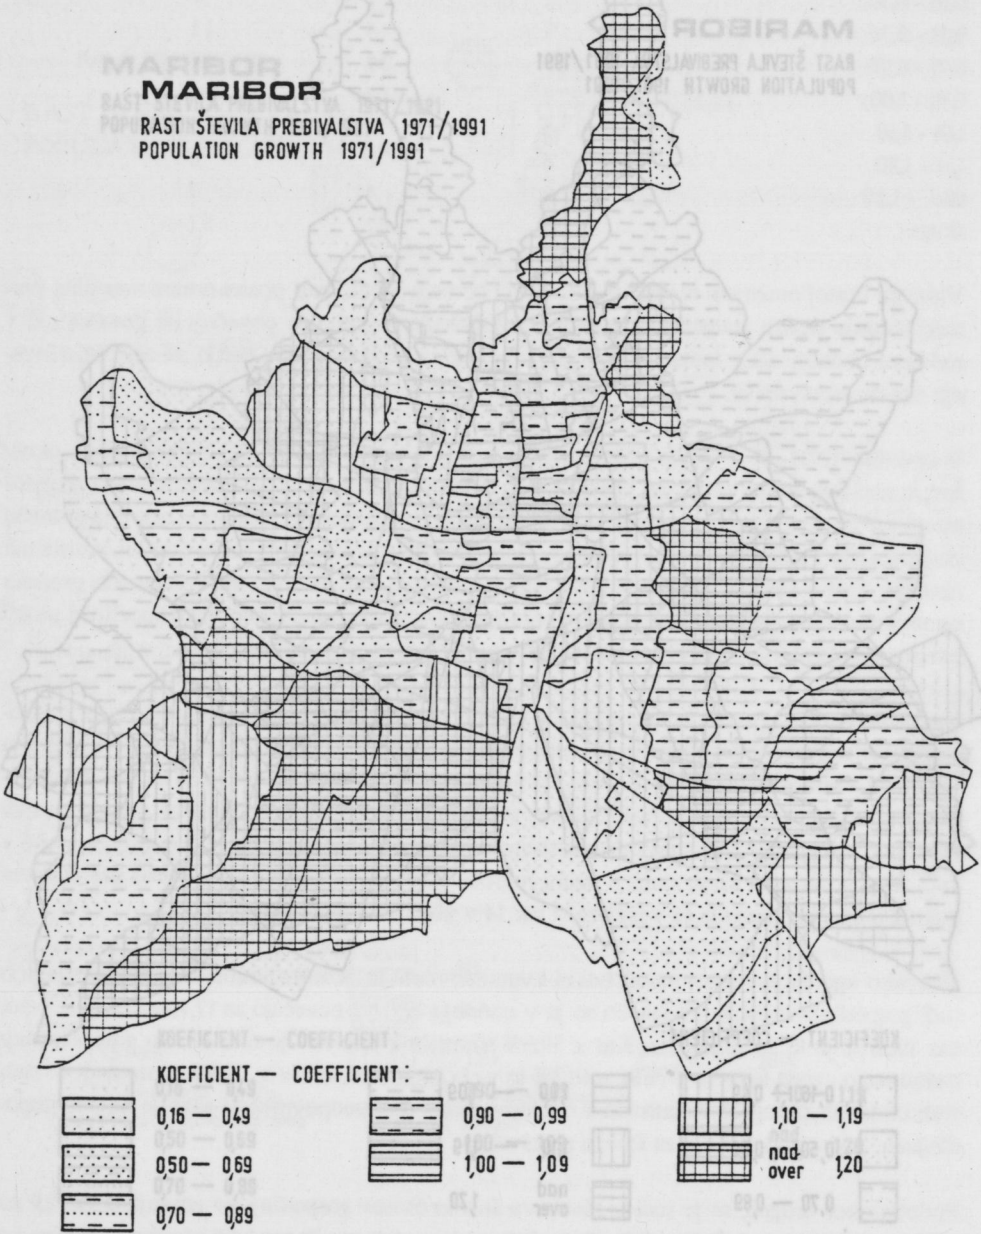 MARIBOR
RAST ŠTEVILA PREBIVALSTVA 1971/1991
POPULATION GROWTH 1971/1991
KOEFICIENT — COEFFICIENT:
0,16 — 0,49
0,50 — 0,69
0,70 — 0,89
0,90 — 0,99
1,00 — 1,09
1,10 — 1,19
nad over 1,20